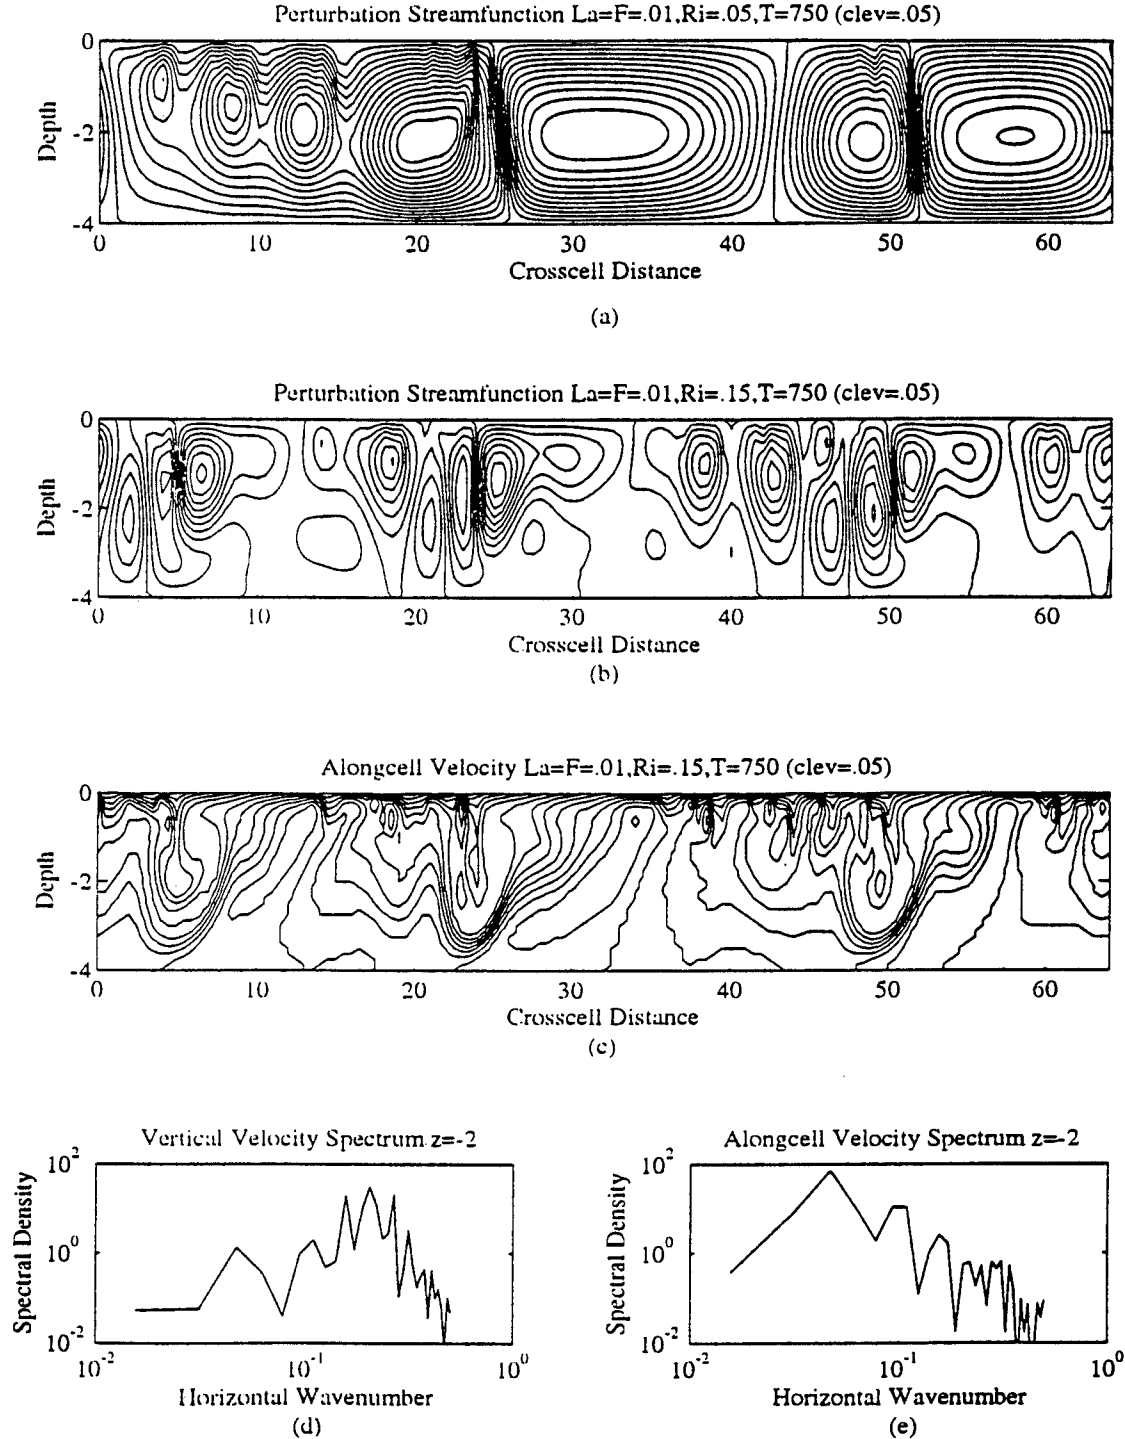 Perturbation Streamfunction La=F=.01,Ri=.05,T=750 (clev=.05)
0
-2
-4
Depth
0 10 20 30 40 50 60
Crosscell Distance
(a)
Perturbation Streamfunction La=F=.01,Ri=.15,T=750 (clev=.05)
0
-2
-4
Depth
0 10 20 30 40 50 60
Crosscell Distance
(b)
Alongcell Velocity La=F=.01,Ri=.15,T=750 (clev=.05)
0
-2
-4
Depth
0 10 20 30 40 50 60
Crosscell Distance
(c)
Vertical Velocity Spectrum z=-2
10^2
10^0
10^-2
Spectral Density
10^-2 10^-1 10^0
Horizontal Wavenumber
(d)
Alongcell Velocity Spectrum z=-2
10^2
10^0
10^-2
Spectral Density
10^-2 10^-1 10^0
Horizontal Wavenumber
(e)